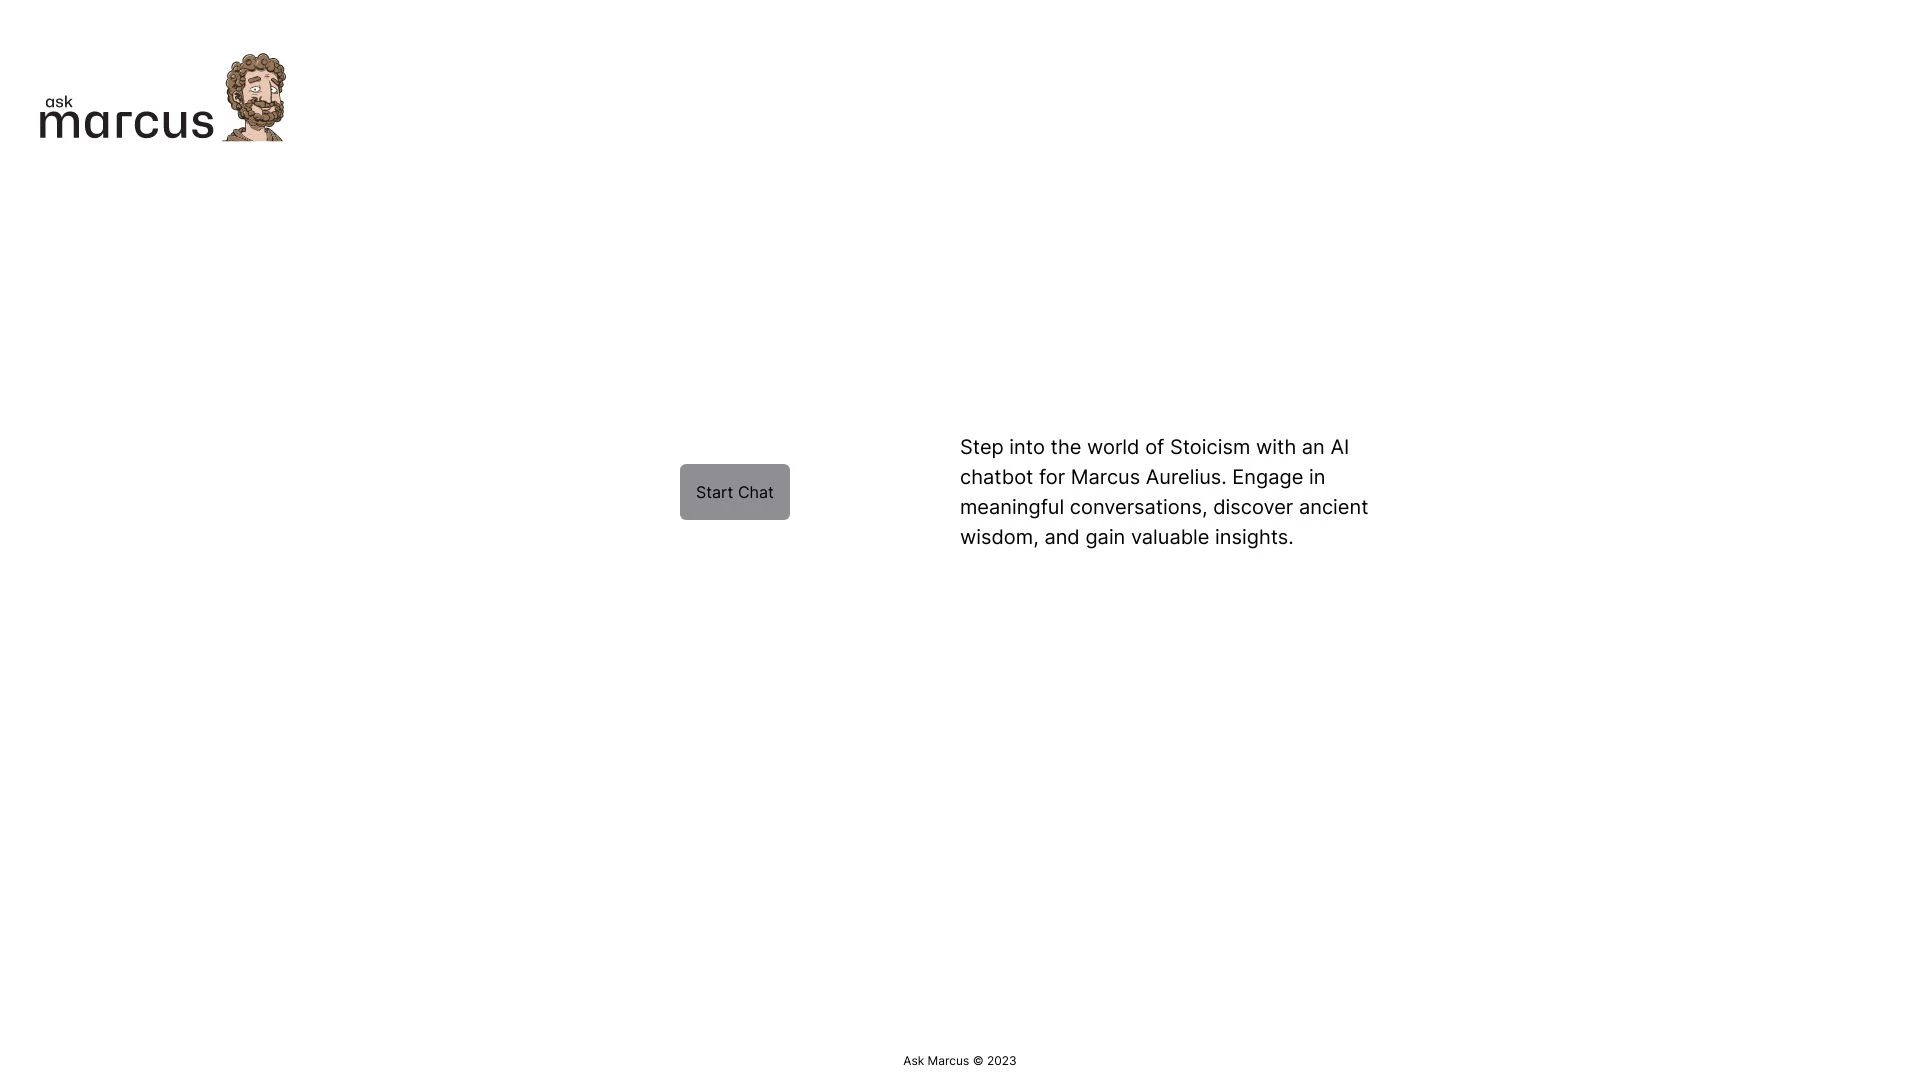 ask
marcus
Start Chat
Step into the world of Stoicism with an AI
chatbot for Marcus Aurelius. Engage in
meaningful conversations, discover ancient
wisdom, and gain valuable insights.
Ask Marcus © 2023